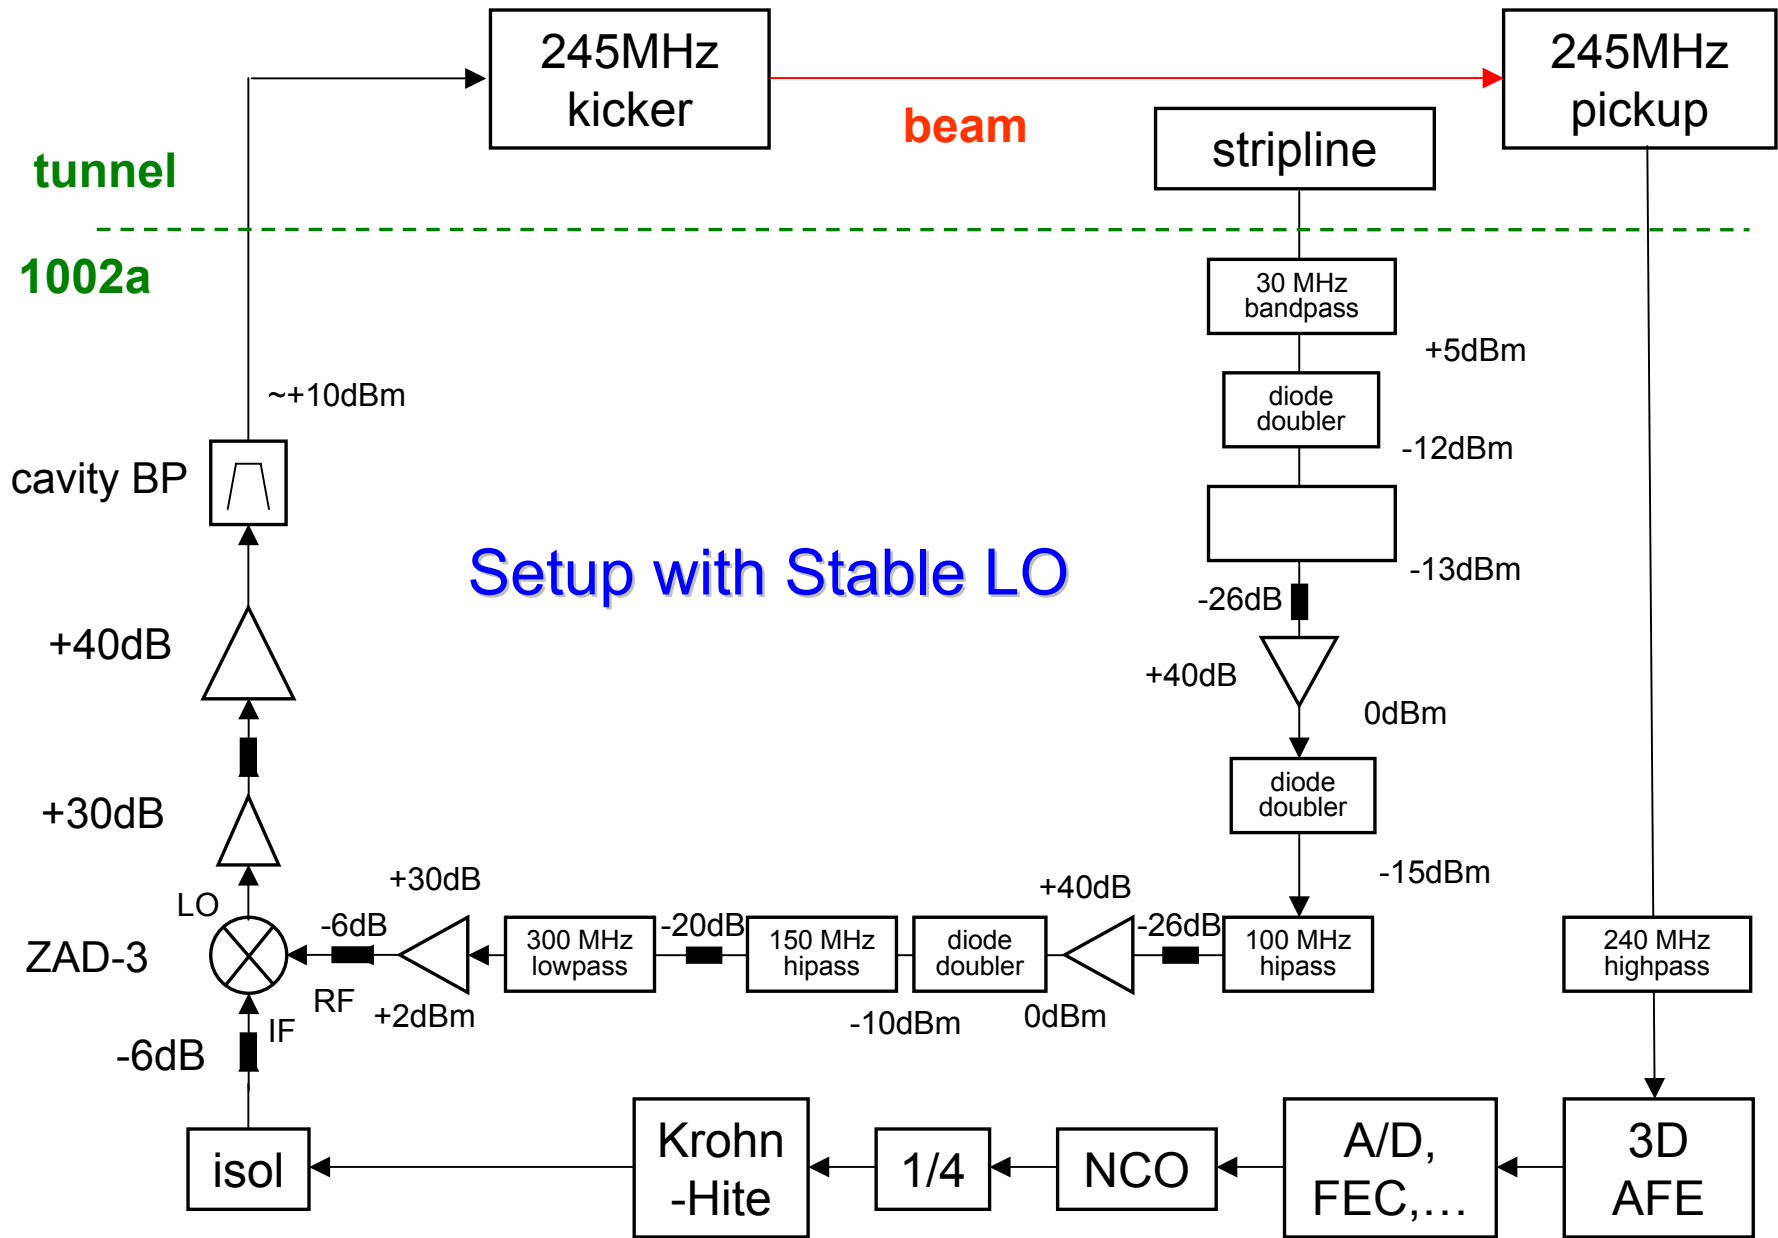 245MHz
kicker
245MHz
pickup
beam
stripline
tunnel
1002a
30 MHz
bandpass
+5dBm
diode
doubler
-12dBm
~+10dBm
cavity BP
Setup with Stable LO
-13dBm
-26dB
+40dB
+40dB
0dBm
diode
doubler
+30dB
-15dBm
+30dB
+40dB
LO
-6dB
-20dB
-26dB
ZAD-3
300 MHz
lowpass
150 MHz
hipass
diode
doubler
100 MHz
hipass
240 MHz
highpass
RF
+2dBm
-10dBm
0dBm
IF
-6dB
isol
Krohn
-Hite
1/4
NCO
A/D,
FEC,…
3D
AFE